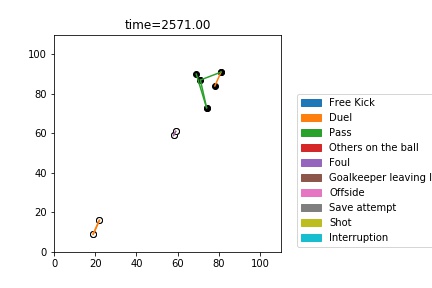 time=2571.00
100
80
60
40
20
0
0 20 40 60 80 100
Free Kick
Duel
Pass
Others on the ball
Foul
Goalkeeper leaving l
Offside
Save attempt
Shot
Interruption